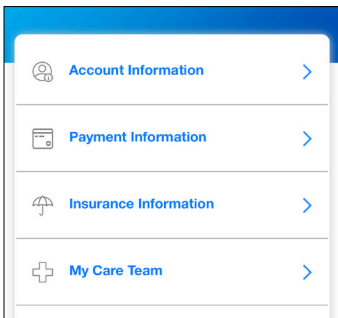 Account Information
Payment Information
Insurance Information
My Care Team